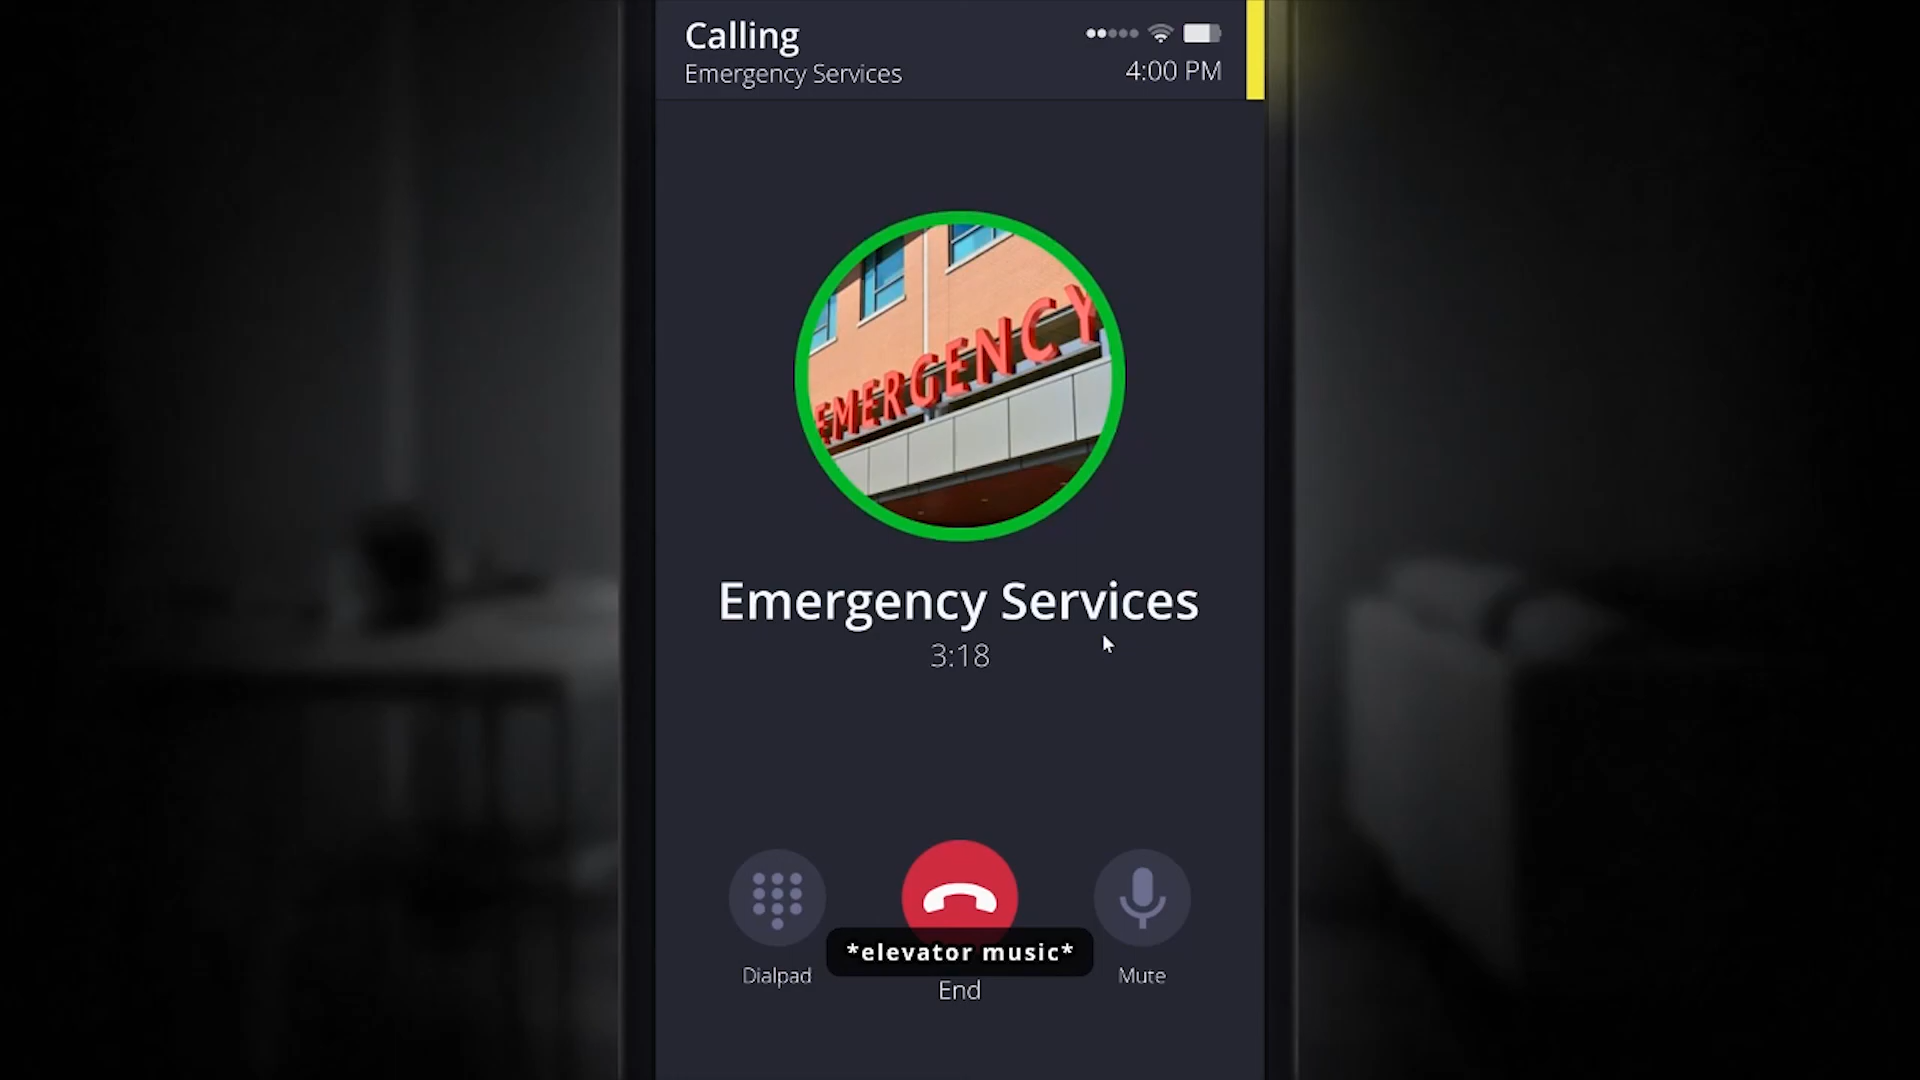 Calling
Emergency Services
4:00 PM
EMERGENCY
Emergency Services
3:18
Dialpad
*elevator music*
End
Mute